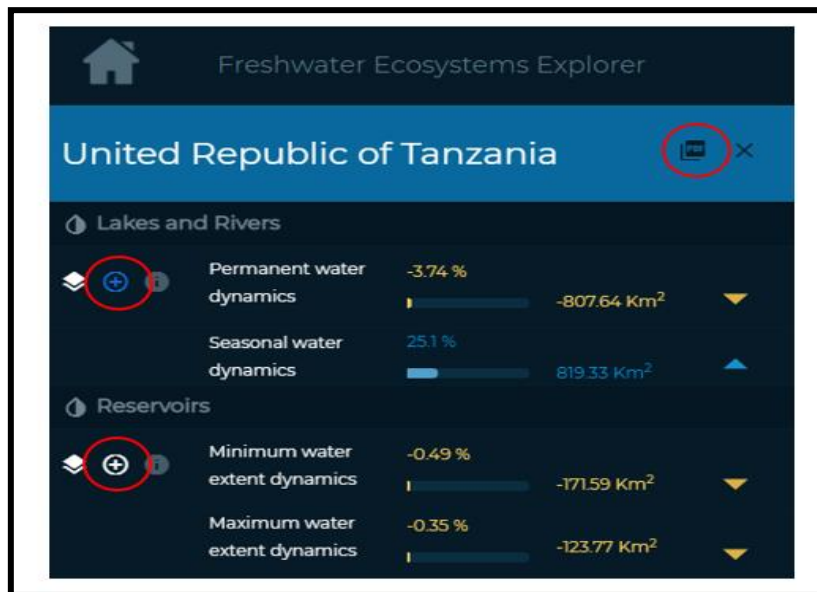 Freshwater Ecosystems Explorer
United Republic of Tanzania
Lakes and Rivers
Permanent water dynamics
-3.74 %
-807.64 Km²
Seasonal water dynamics
25.1 %
819.33 Km²
Reservoirs
Minimum water extent dynamics
-0.49 %
-171.59 Km²
Maximum water extent dynamics
-0.35 %
-123.77 Km²